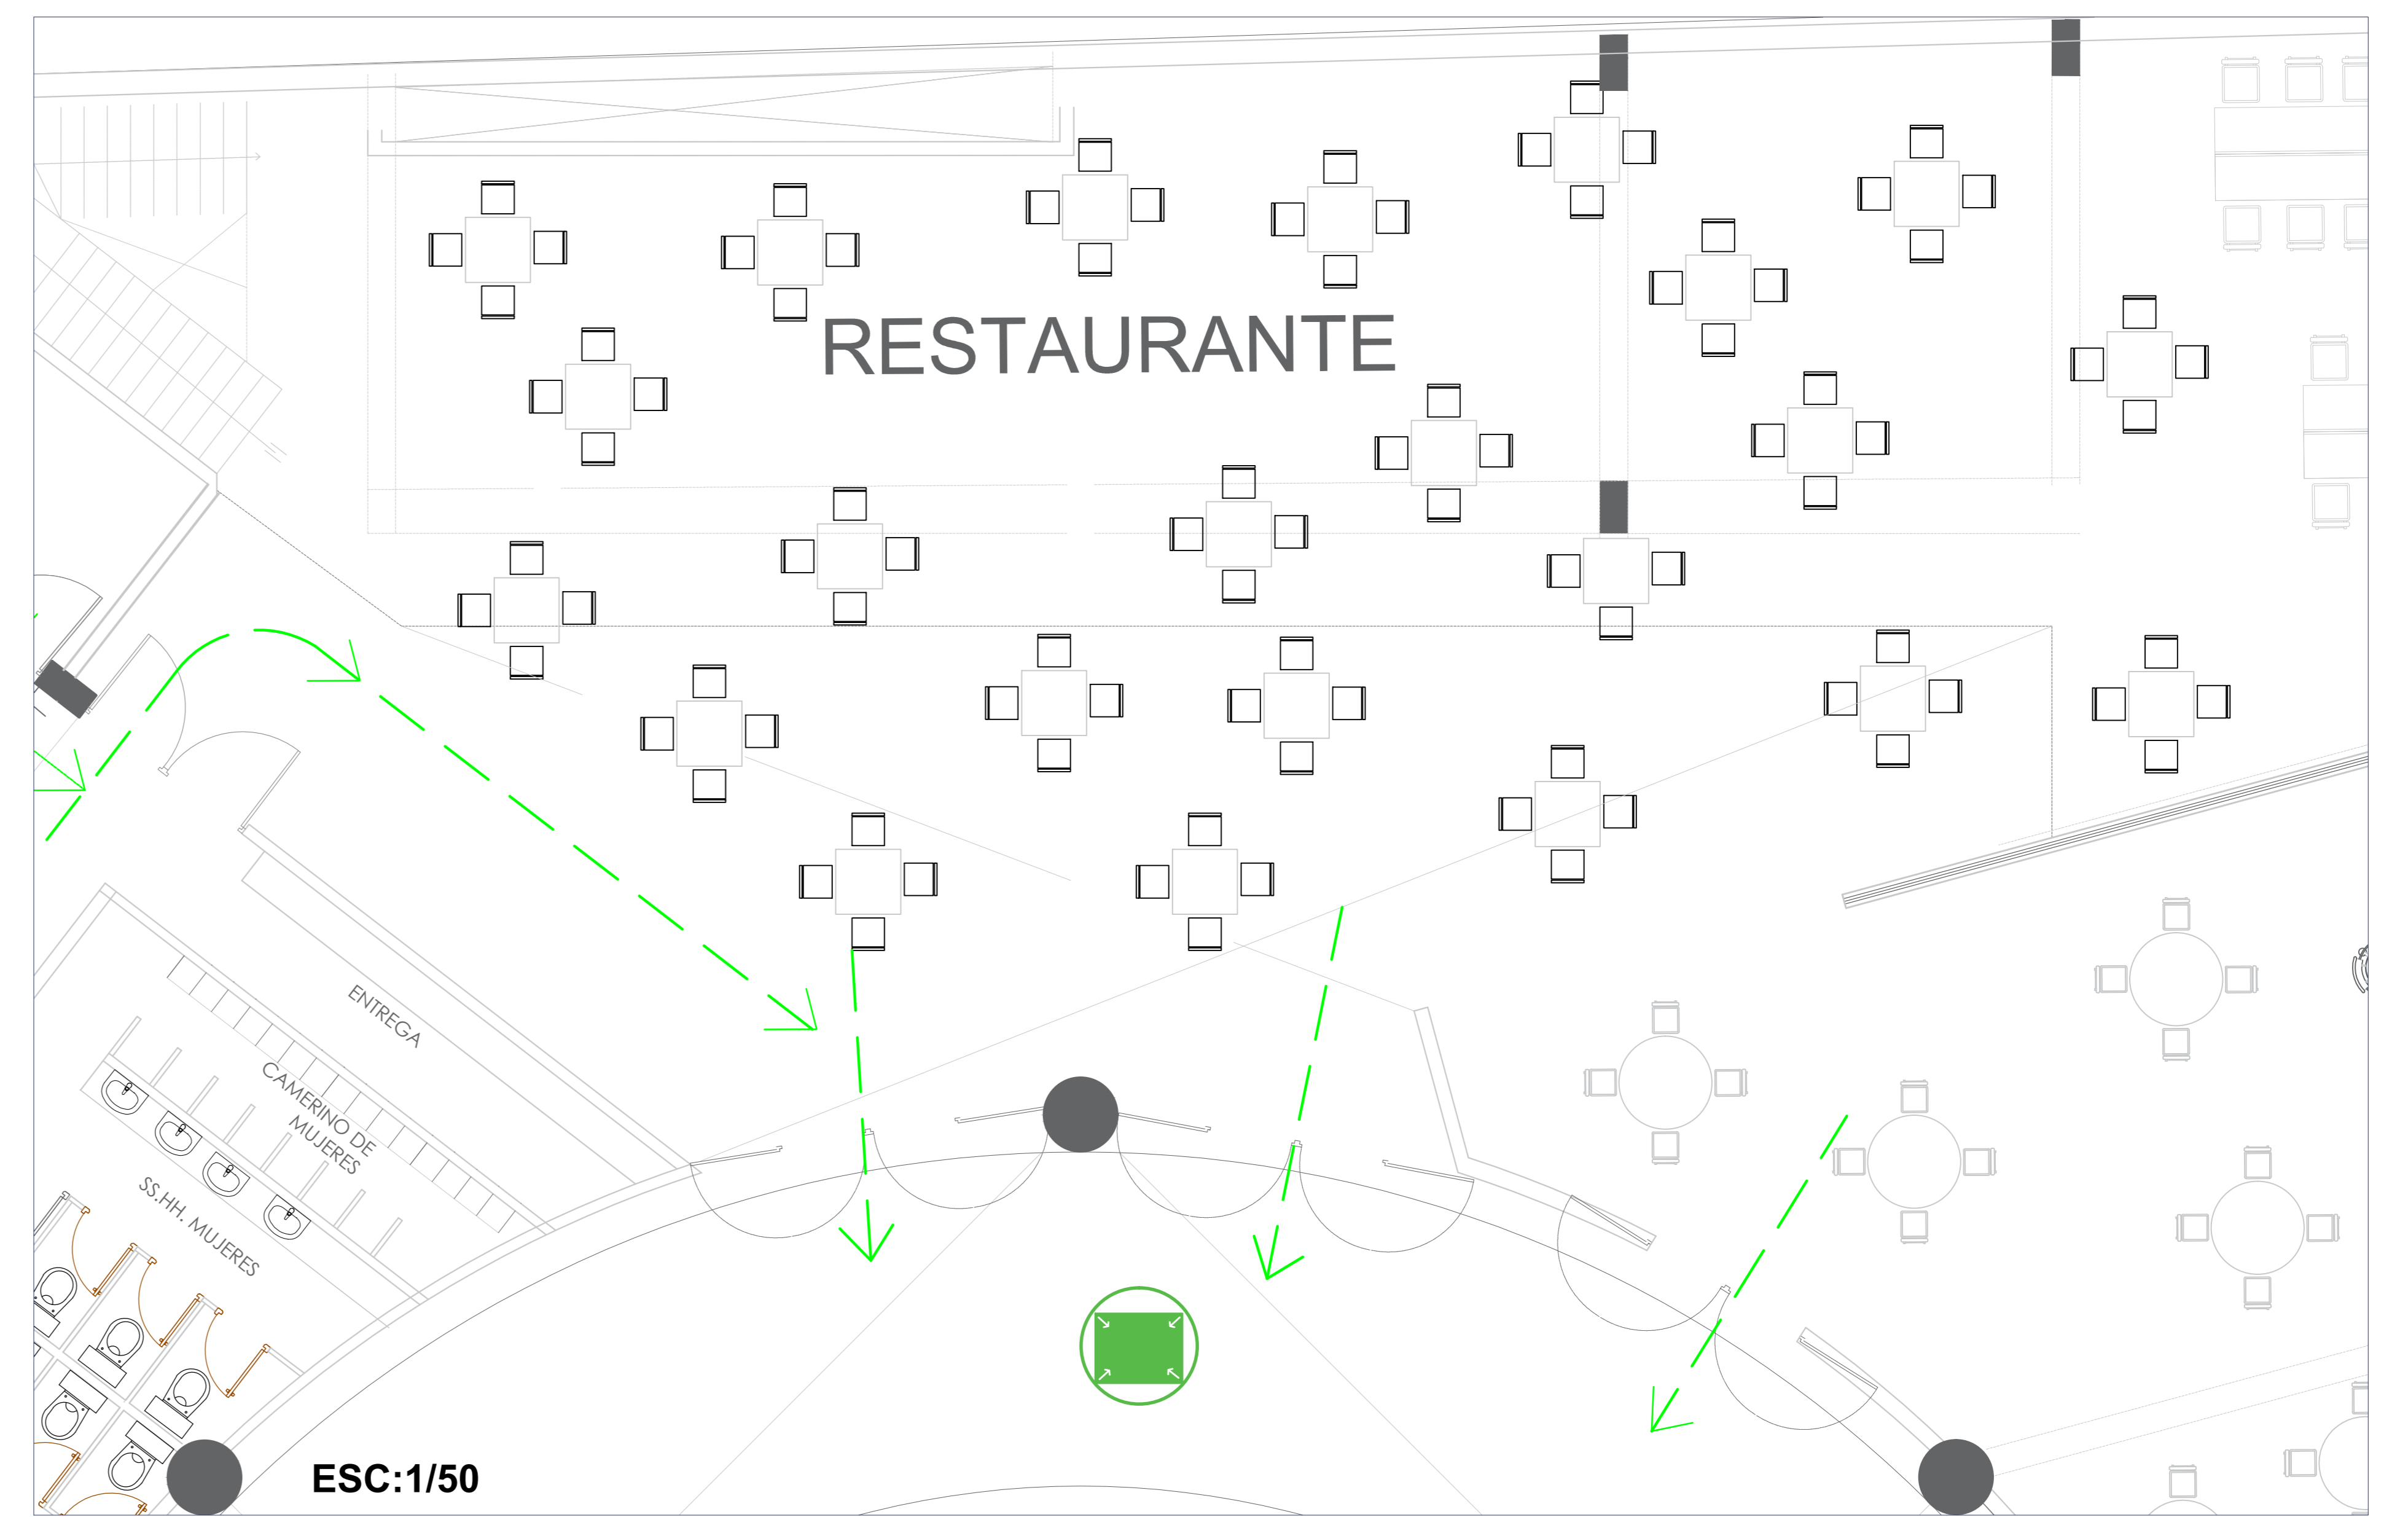 RESTAURANTE
ENTREGA
CAMERINO DE
MUJERES
SS.HH. MUJERES
ESC:1/50